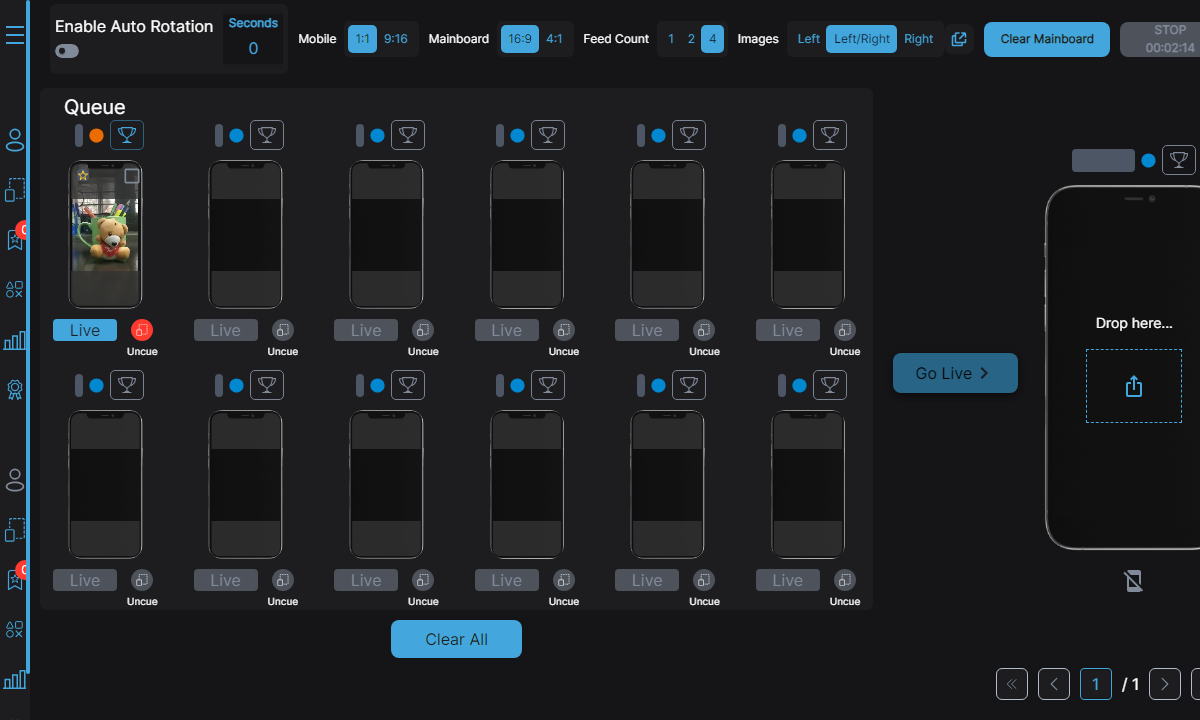 Enable Auto Rotation
Seconds
0
Mobile 1:1 9:16 Mainboard 16:9 4:1 Feed Count 1 2 4 Images Left Left/Right Right Clear Mainboard STOP
00:02:14
Queue
Live Live Live Live Live Live
Uncue Uncue Uncue Uncue Uncue Uncue
Live Live Live Live Live Live
Uncue Uncue Uncue Uncue Uncue Uncue
Clear All
Go Live
Drop here...
1 / 1